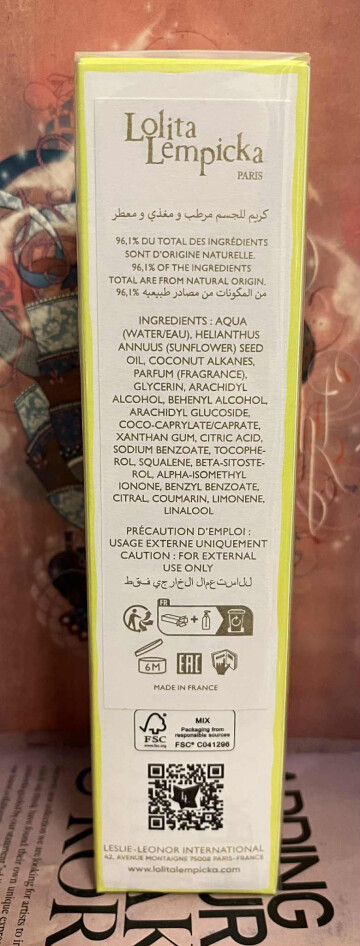 Lolita
Lempicka
PARIS
كريم للجسم مرطب و مغذي و معطر
96,1% DU TOTAL DES INGRÉDIENTS
SONT D'ORIGINE NATURELLE.
96,1% OF THE INGREDIENTS
TOTAL ARE FROM NATURAL ORIGIN.
96,1% من المكونات من مصادر طبيعيه
INGREDIENTS : AQUA
(WATER/EAU), HELIANTHUS
ANNUUS (SUNFLOWER) SEED
OIL, COCONUT ALKANES,
PARFUM (FRAGRANCE),
GLYCERIN, ARACHIDYL
ALCOHOL, BEHENYL ALCOHOL,
ARACHIDYL GLUCOSIDE,
COCO-CAPRYLATE/CAPRATE,
XANTHAN GUM, CITRIC ACID,
SODIUM BENZOATE, TOCOPHE-
ROL, SQUALENE, BETA-SITOSTE-
ROL, ALPHA-ISOMETHYL
IONONE, BENZYL BENZOATE,
CITRAL, COUMARIN, LIMONENE,
LINALOOL
PRÉCAUTION D'EMPLOI :
USAGE EXTERNE UNIQUEMENT
CAUTION : FOR EXTERNAL
USE ONLY
للاستعمال الخارجي فقط
FR
+
6M
EAC
MADE IN FRANCE
FSC
www.fsc.org
MIX
Packaging from
responsible sources
FSC® C041298
LESLIE-LEONOR INTERNATIONAL
42, AVENUE MONTAIGNE 75008 PARIS-FRANCE
www.lolitalempicka.com